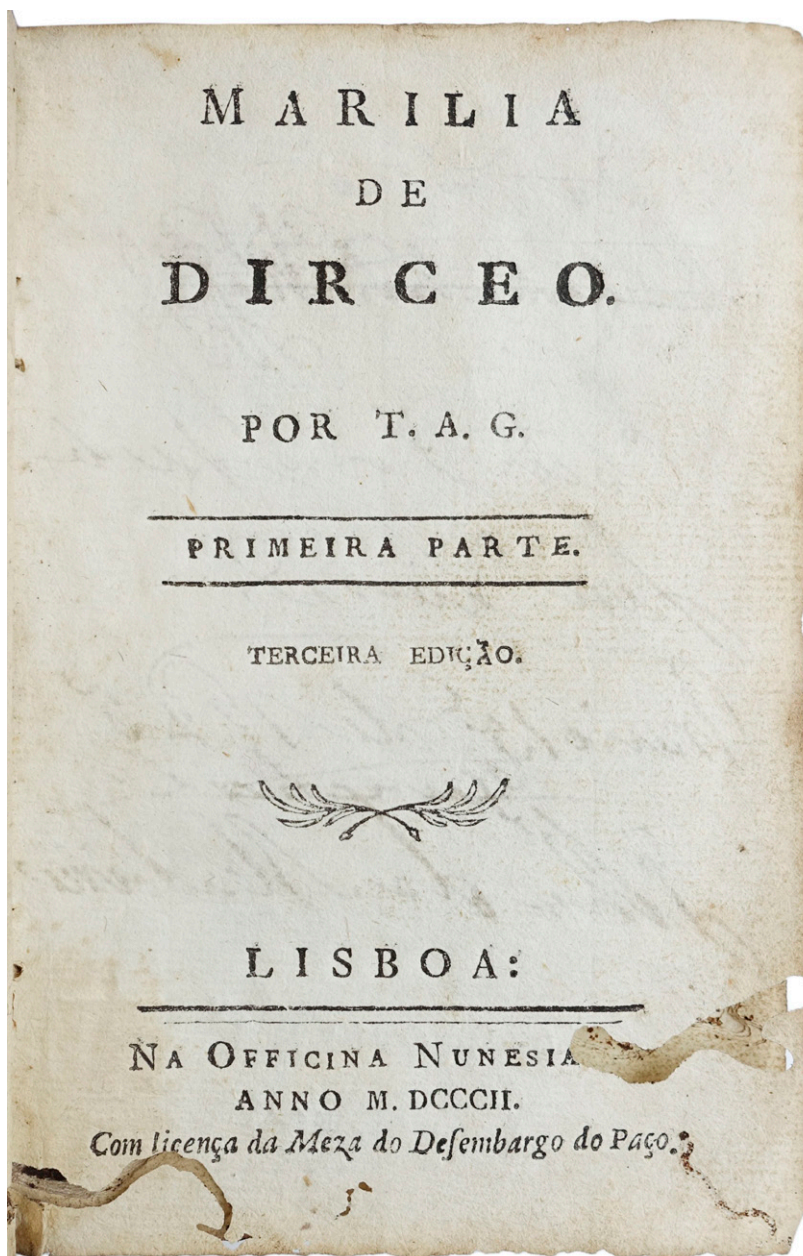 MARILIA
DE
DIRCEO.
POR T. A. G.
PRIMEIRA PARTE.
TERCEIRA EDIÇÃO.
LISBOA:
NA OFFICINA NUNESIA
ANNO M. DCCCII.
Com licença da Meza do Deſembargo do Paço.